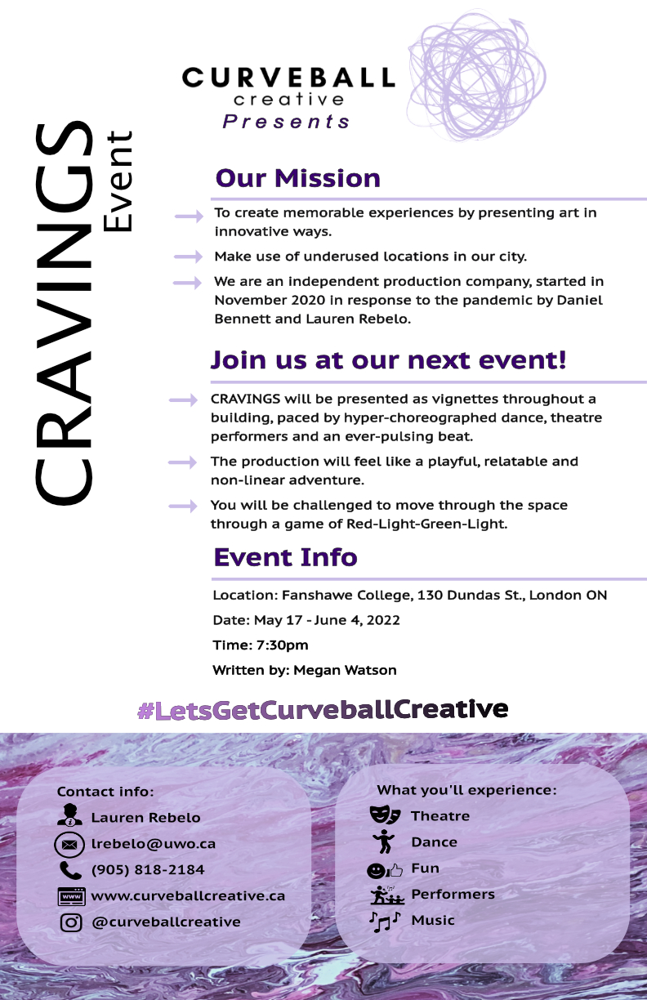 CURVEBALL
creative
Presents
CRAVINGS
Event
Our Mission
To create memorable experiences by presenting art in
innovative ways.
Make use of underused locations in our city.
We are an independent production company, started in
November 2020 in response to the pandemic by Daniel
Bennett and Lauren Rebelo.
Join us at our next event!
CRAVINGS will be presented as vignettes throughout a
building, paced by hyper-choreographed dance, theatre
performers and an ever-pulsing beat.
The production will feel like a playful, relatable and
non-linear adventure.
You will be challenged to move through the space
through a game of Red-Light-Green-Light.
Event Info
Location: Fanshawe College, 130 Dundas St., London ON
Date: May 17 - June 4, 2022
Time: 7:30pm
Written by: Megan Watson
#LetsGetCurveballCreative
Contact info:
Lauren Rebelo
lrebelo@uwo.ca
(905) 818-2184
www
www.curveballcreative.ca
@curveballcreative
What you'll experience:
Theatre
Dance
Fun
Performers
Music